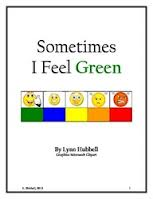 Sometimes
I Feel Green
By Lynn Hubbell
Graphics Microsoft Clipart